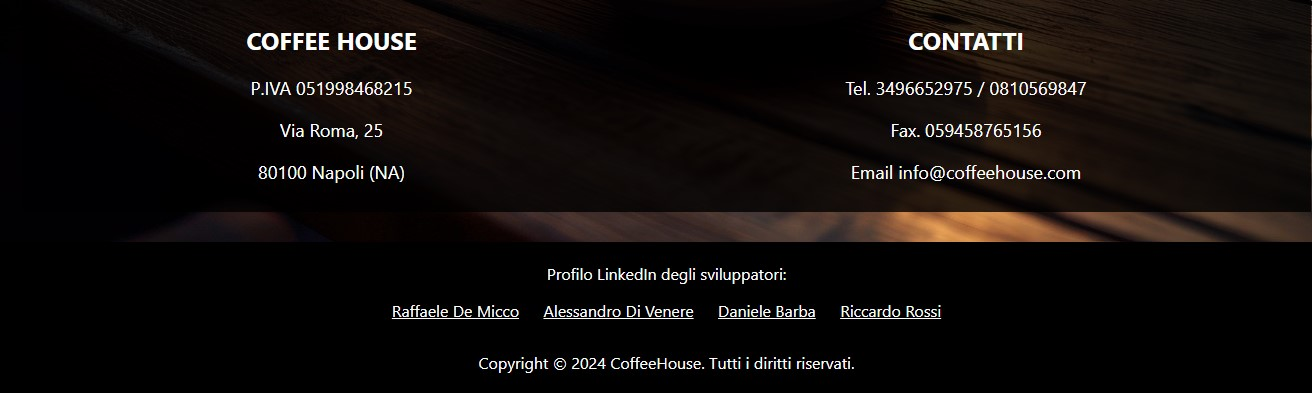 COFFEE HOUSE
P.IVA 051998468215
Via Roma, 25
80100 Napoli (NA)
CONTATTI
Tel. 3496652975 / 0810569847
Fax. 059458765156
Email info@coffeehouse.com
Profilo LinkedIn degli sviluppatori:
Raffaele De Micco Alessandro Di Venere Daniele Barba Riccardo Rossi
Copyright © 2024 CoffeeHouse. Tutti i diritti riservati.